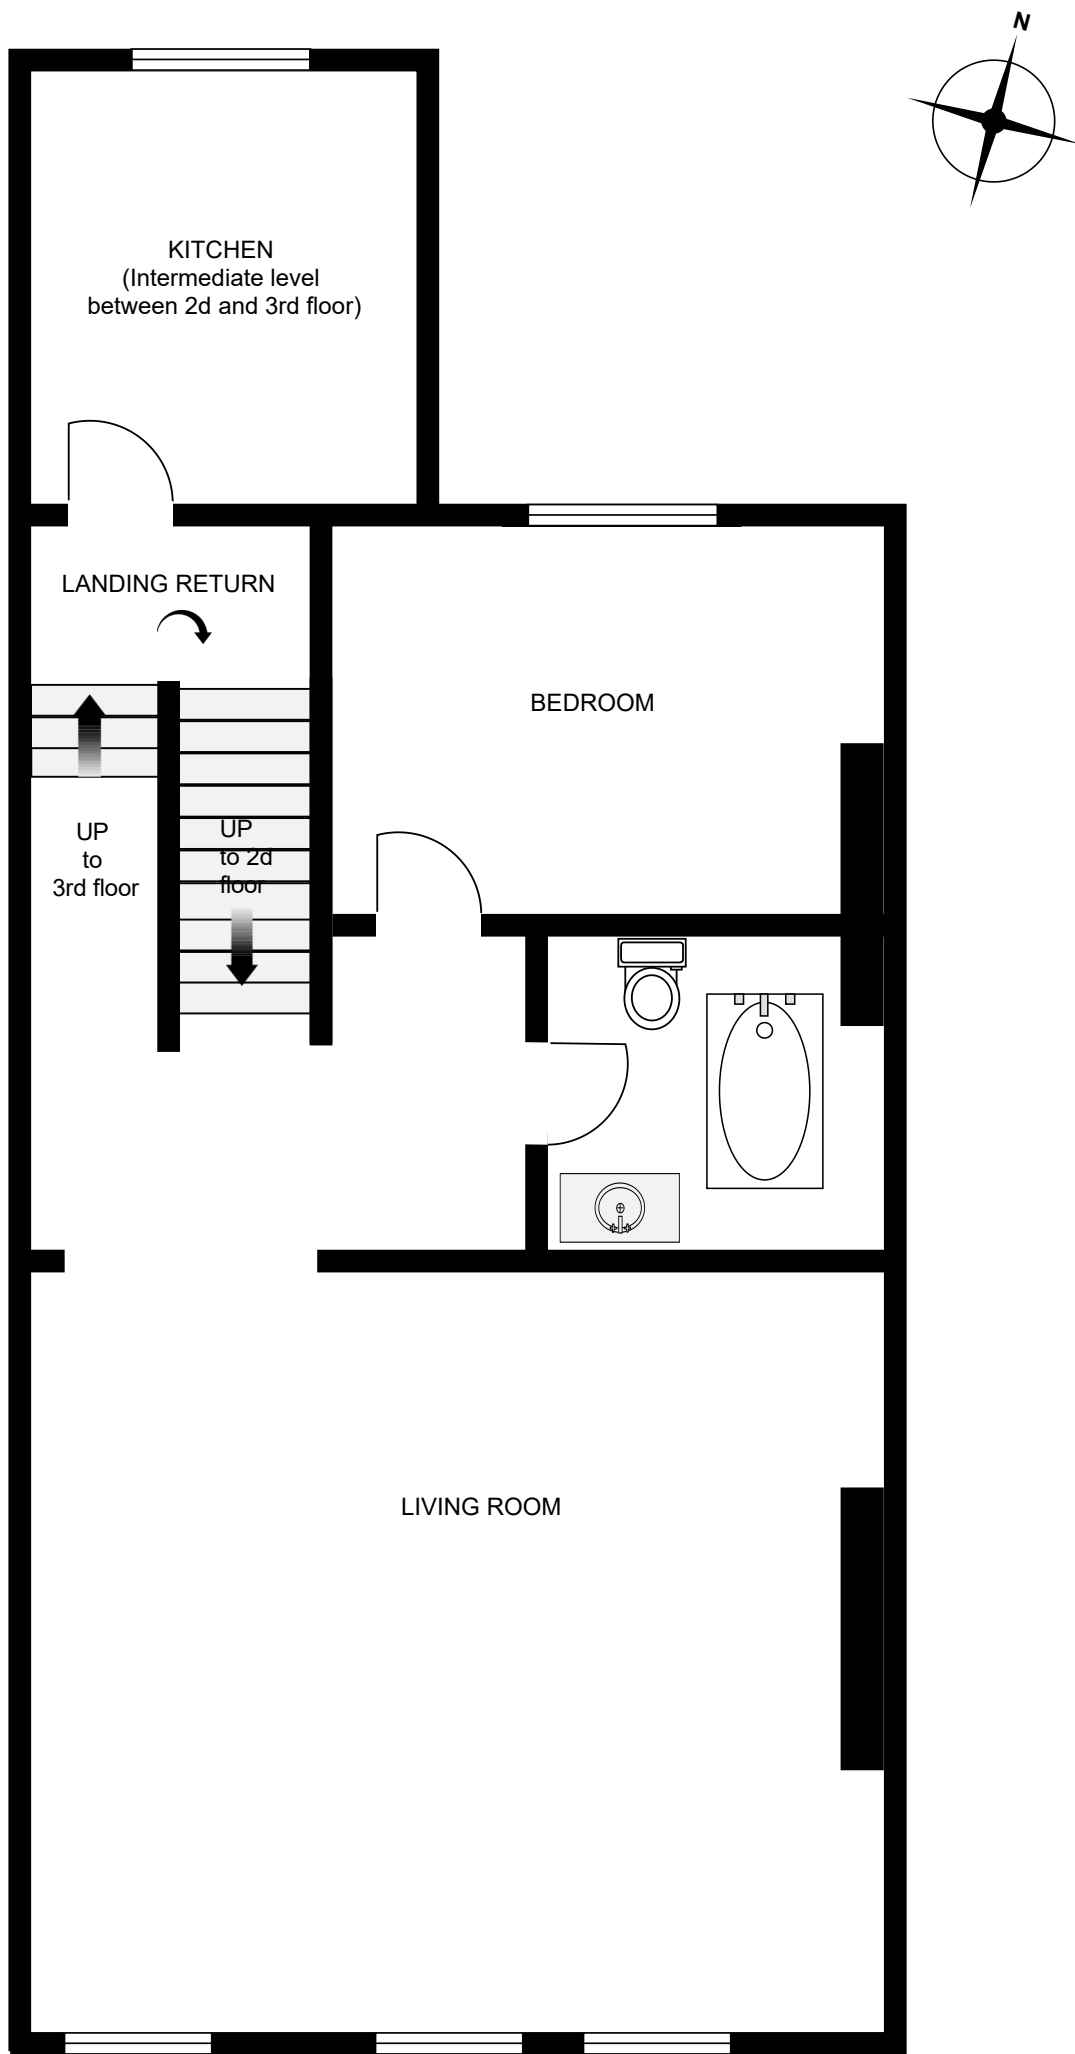 N
KITCHEN
(Intermediate level
between 2d and 3rd floor)
LANDING RETURN
BEDROOM
UP
to
3rd floor
UP
to 2d
floor
LIVING ROOM